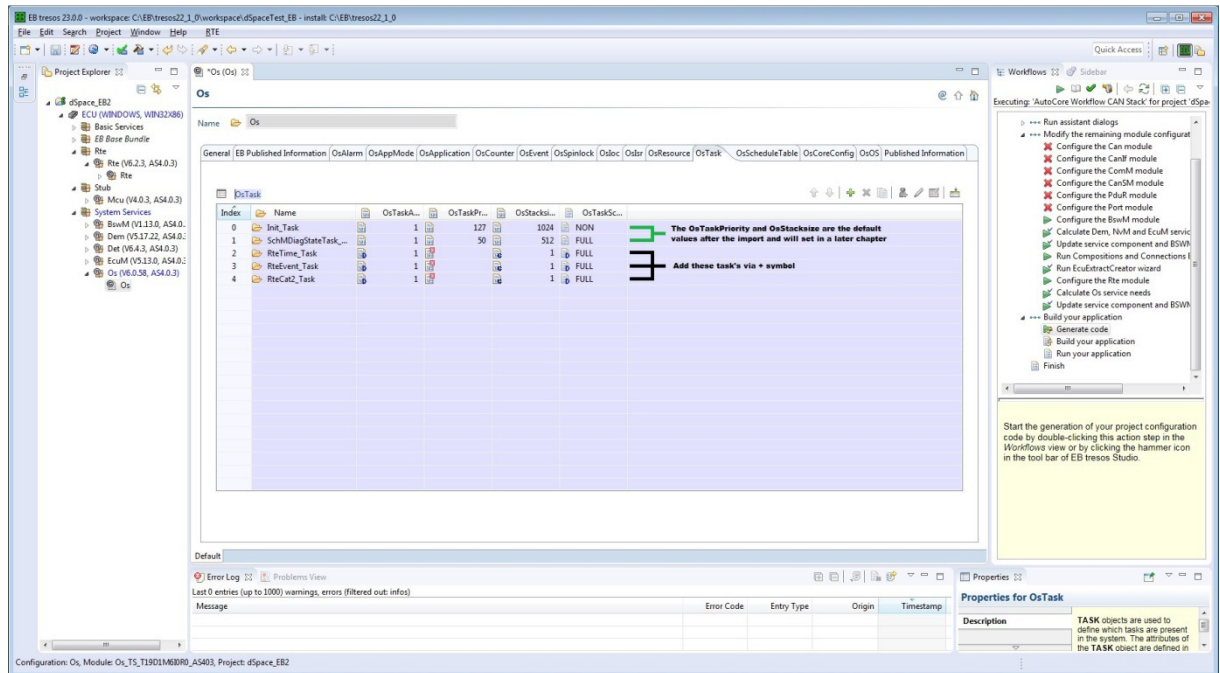 EB tresos 23.0.0 - workspace: C:\EB\tresos22_1_0\workspace\dSpaceTest_EB - install: C:\EB\tresos22_1_0
File Edit Search Project Window Help RTE
Quick Access
Project Explorer
dSpace_EB2
ECU (WINDOWS, WIN32X86)
Basic Services
EB Base Bundle
Rte
Rte (V6.2.3, AS4.0.3)
Rte
Stub
Mcu (V4.0.3, AS4.0.3)
System Services
BswM (V1.13.0, AS4.0.
Dem (V5.17.22, AS4.0.:
Det (V6.4.3, AS4.0.3)
EcuM (V5.13.0, AS4.0.:
Os (V6.0.58, AS4.0.3)
Os
*Os (Os)
Os
Name Os
General EB Published Information OsAlarm OsAppMode OsApplication OsCounter OsEvent OsSpinlock OsIoc OsIsr OsResource OsTask OsScheduleTable OsCoreConfig OsOS Published Information
OsTask
Index Name OsTaskA... OsTaskPr... OsStacksi... OsTaskSc...
0 Init_Task 1 127 1024 NON
1 SchMDiagStateTask_... 1 50 512 FULL
2 RteTime_Task 1 1 FULL
3 RteEvent_Task 1 1 FULL
4 RteCat2_Task 1 1 FULL
The OsTaskPriority and OsStacksize are the default
values after the import and will set in a later chapter
Add these task's via + symbol
Default
Workflows Sidebar
Executing: 'AutoCore Workflow CAN Stack' for project 'dSpa
Run assistant dialogs
Modify the remaining module configurat
Configure the Can module
Configure the CanIf module
Configure the ComM module
Configure the CanSM module
Configure the PduR module
Configure the Port module
Configure the BswM module
Calculate Dem, NvM and EcuM servic
Update service component and BSWM
Run Compositions and Connections
Run EcuExtractCreator wizard
Configure the Rte module
Calculate Os service needs
Update service component and BSWM
Build your application
Generate code
Build your application
Run your application
Finish
Start the generation of your project configuration
code by double-clicking this action step in the
Workflows view or by clicking the hammer icon
in the tool bar of EB tresos Studio.
Error Log Problems View
Last 0 entries (up to 1000) warnings, errors (filtered out: infos)
Message Error Code Entry Type Origin Timestamp
Properties
Properties for OsTask
Description TASK objects are used to
define which tasks are present
in the system. The attributes of
the TASK object are defined in
Configuration: Os, Module: Os_TS_T19D1M6I0R0_AS403, Project: dSpace_EB2